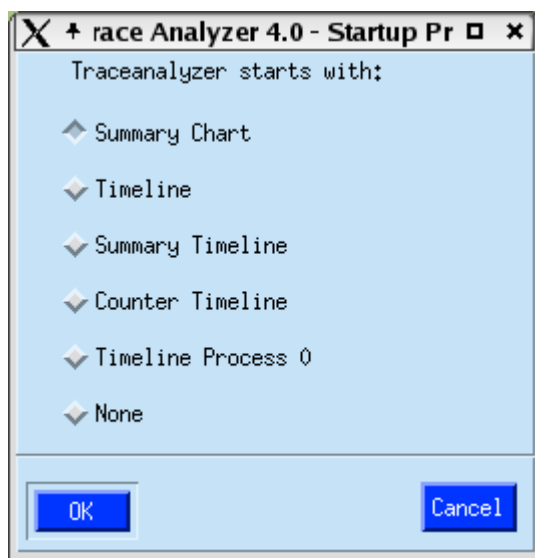 race Analyzer 4.0 - Startup Pr
Traceanalyzer starts with:
Summary Chart
Timeline
Summary Timeline
Counter Timeline
Timeline Process 0
None
OK
Cancel